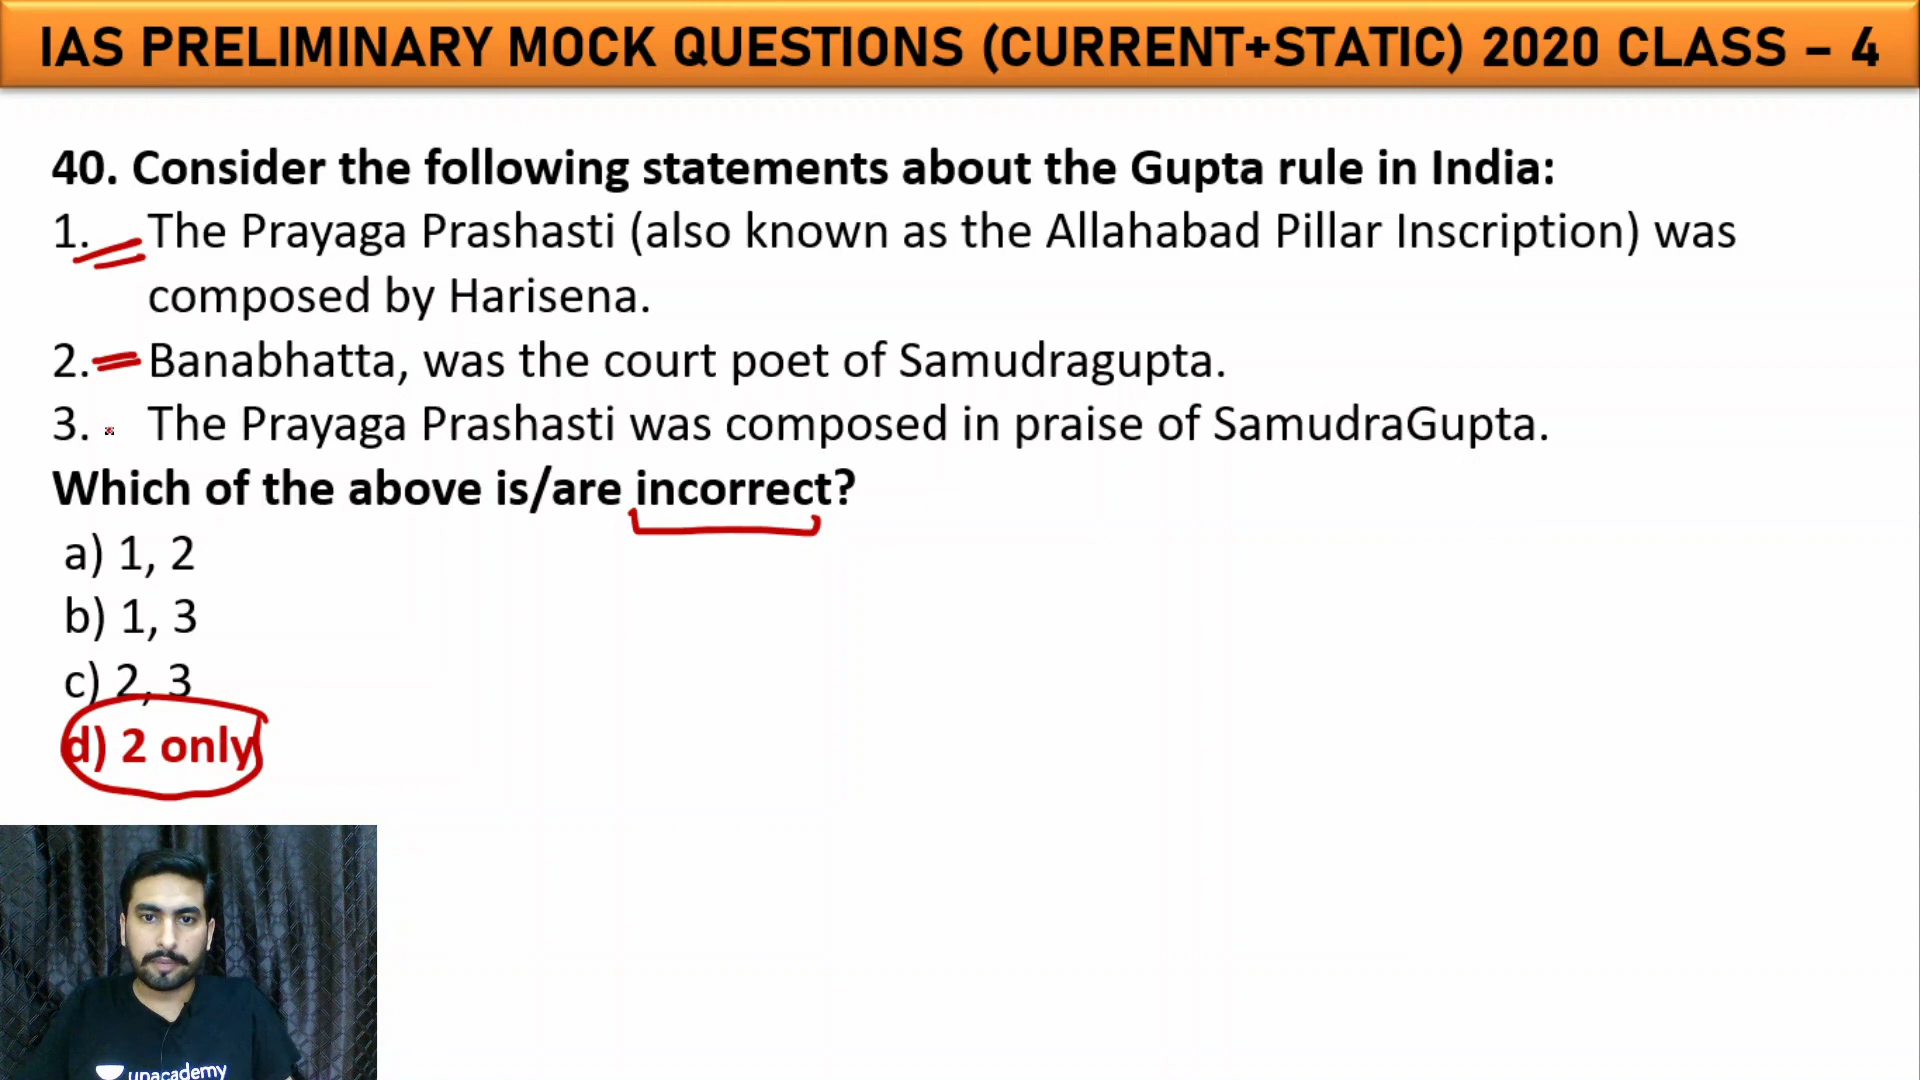 IAS PRELIMINARY MOCK QUESTIONS (CURRENT+STATIC) 2020 CLASS – 4
40. Consider the following statements about the Gupta rule in India:
1. The Prayaga Prashasti (also known as the Allahabad Pillar Inscription) was
composed by Harisena.
2. Banabhatta, was the court poet of Samudragupta.
3. The Prayaga Prashasti was composed in praise of SamudraGupta.
Which of the above is/are incorrect?
a) 1, 2
b) 1, 3
c) 2, 3
d) 2 only
unacademy